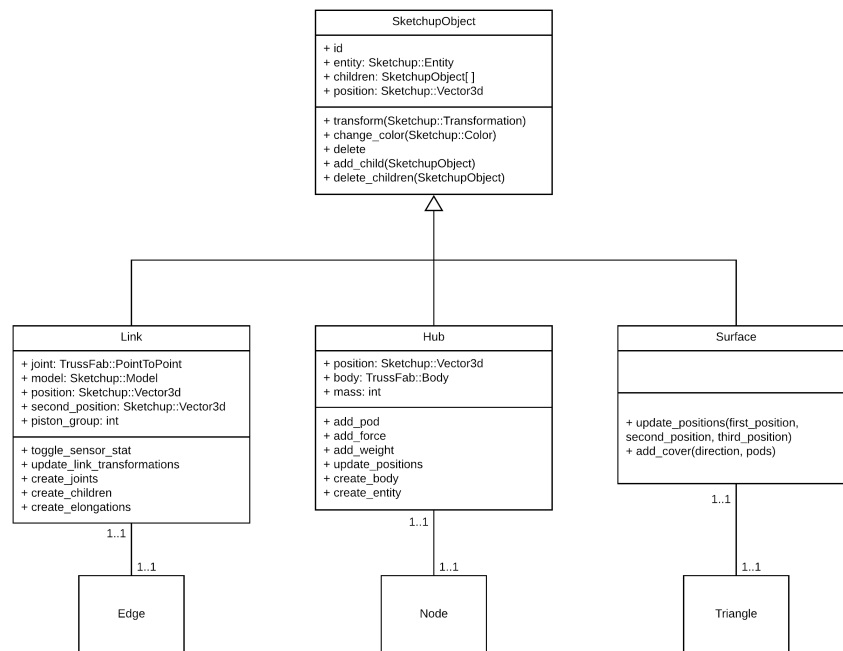 SketchupObject
+ id
+ entity: Sketchup::Entity
+ children: SketchupObject[ ]
+ position: Sketchup::Vector3d
+ transform(Sketchup::Transformation)
+ change_color(Sketchup::Color)
+ delete
+ add_child(SketchupObject)
+ delete_children(SketchupObject)
Link
+ joint: TrussFab::PointToPoint
+ model: Sketchup::Model
+ position: Sketchup::Vector3d
+ second_position: Sketchup::Vector3d
+ piston_group: int
+ toggle_sensor_stat
+ update_link_transformations
+ create_joints
+ create_children
+ create_elongations
1..1
1..1
Edge
Hub
+ position: Sketchup::Vector3d
+ body: TrussFab::Body
+ mass: int
+ add_pod
+ add_force
+ add_weight
+ update_positions
+ create_body
+ create_entity
1..1
1..1
Node
Surface
+ update_positions(first_position,
second_position, third_position)
+ add_cover(direction, pods)
1..1
1..1
Triangle